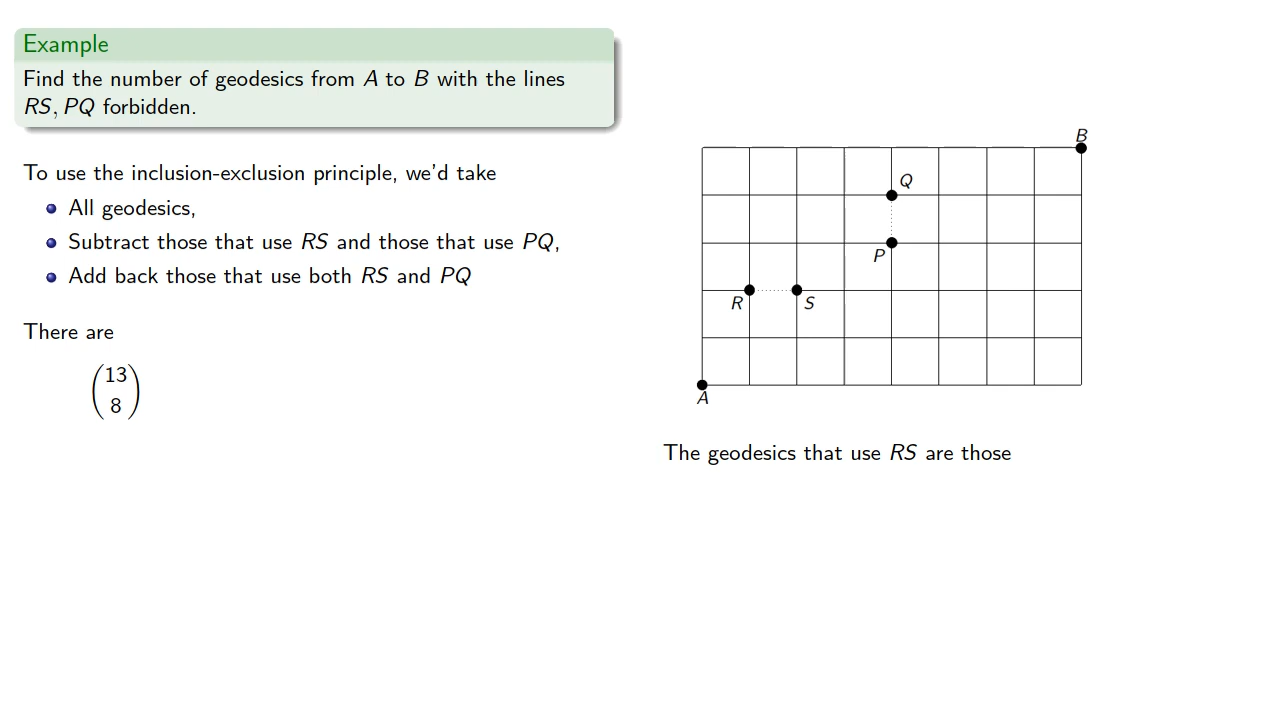 Example
Find the number of geodesics from A to B with the lines
RS, PQ forbidden.
To use the inclusion-exclusion principle, we'd take
All geodesics,
Subtract those that use RS and those that use PQ,
Add back those that use both RS and PQ
There are
(13
8)
B
Q
P
R
S
A
The geodesics that use RS are those